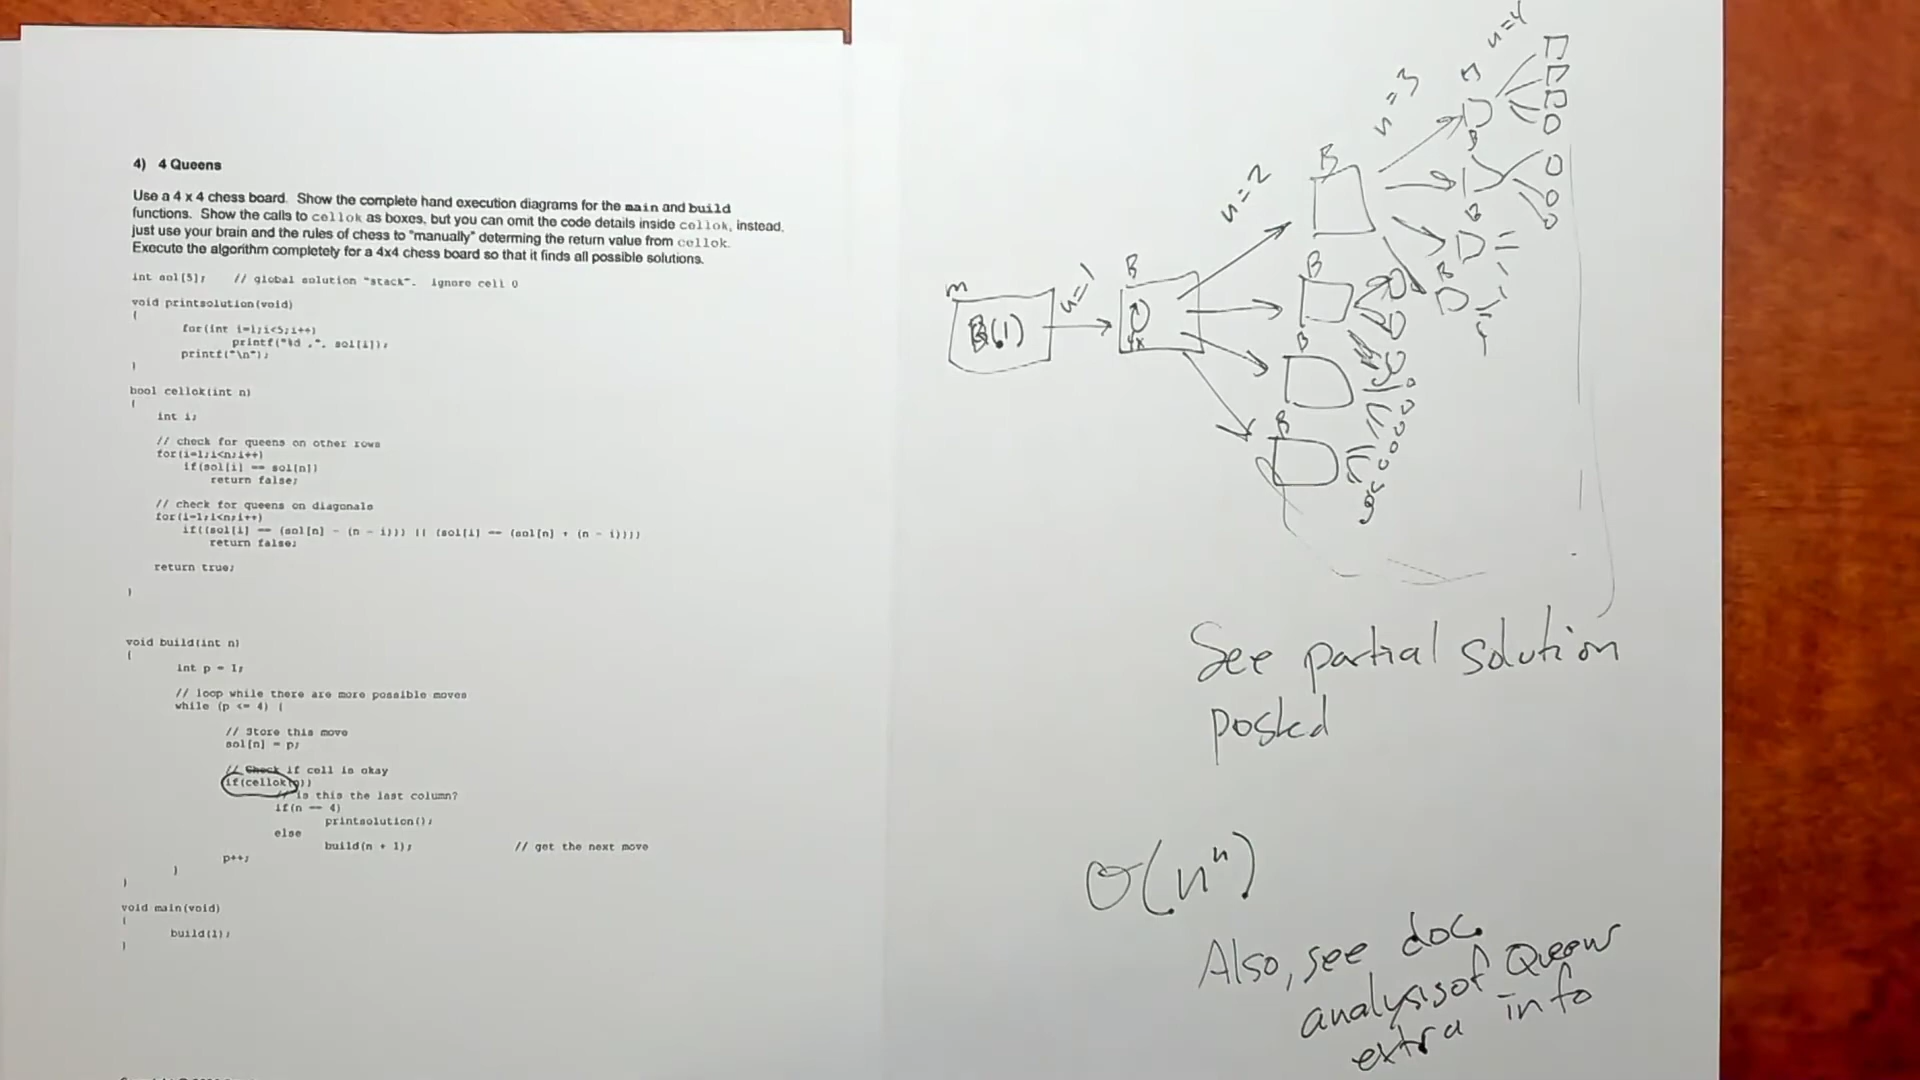 4) 4 Queens
Use a 4 x 4 chess board. Show the complete hand execution diagrams for the main and build
functions. Show the calls to cellok as boxes, but you can omit the code details inside cellok, instead,
just use your brain and the rules of chess to "manually" determing the return value from cellok.
Execute the algorithm completely for a 4x4 chess board so that it finds all possible solutions.
int sol[5]; // global solution "stack". ignore cell 0
void printsolution(void)
{
for(int i=1;i<5;i++)
printf("%d ,", sol[i]);
printf("\n");
}
bool cellok(int n)
{
int i;
// check for queens on other rows
for(i=1;i<n;i++)
if(sol[i] == sol[n])
return false;
// check for queens on diagonals
for(i=1;i<n;i++)
if((sol[i] == (sol[n] - (n - i))) || (sol[i] == (sol[n] + (n - i))))
return false;
return true;
}
void build(int n)
{
int p = 1;
// loop while there are more possible moves
while (p <= 4) {
// Store this move
sol[n] = p;
// Check if cell is okay
if(cellok(n))
// is this the last column?
if(n == 4)
printsolution();
else
build(n + 1); // get the next move
p++;
}
}
void main(void)
{
build(1);
}
m
B(1)
n=1
B
4x
n=2
B
B
B
B
n=3
B
B
B
n=4
See partial solution
posted
O(n^n)
Also, see doc.
analysis of Queens
extra info